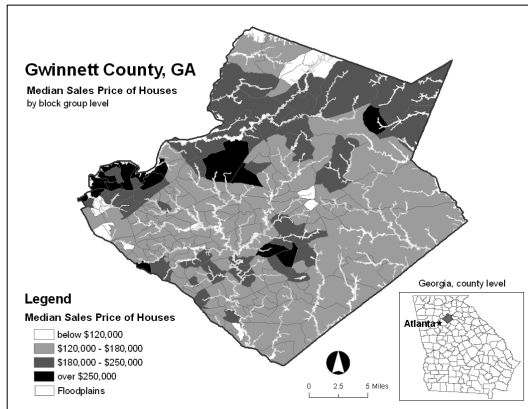 Gwinnett County, GA
Median Sales Price of Houses
by block group level
Legend
Median Sales Price of Houses
below $120,000
$120,000 - $180,000
$180,000 - $250,000
over $250,000
Floodplains
0 2.5 5 Miles
Georgia, county level
Atlanta